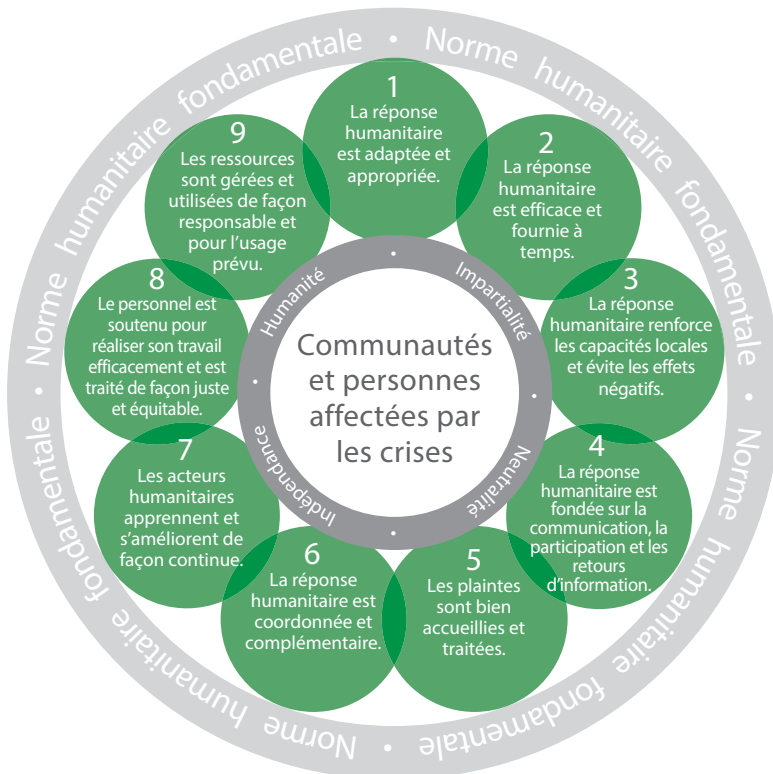 Norme humanitaire fondamentale • Norme humanitaire fondamentale • Norme humanitaire fondamentale • Norme humanitaire fondamentale •
1
La réponse
humanitaire
est adaptée et
appropriée.
2
La réponse
humanitaire
est efficace et
fournie à
temps.
3
La réponse
humanitaire renforce
les capacités locales
et évite les effets
négatifs.
4
La réponse
humanitaire est
fondée sur la
communication, la
participation et les
retours
d'information.
5
Les plaintes
sont bien
accueillies et
traitées.
6
La réponse
humanitaire est
coordonnée et
complémentaire.
7
Les acteurs
humanitaires
apprennent et
s'améliorent de
façon continue.
8
Le personnel est
soutenu pour
réaliser son travail
efficacement et est
traité de façon juste
et équitable.
9
Les ressources
sont gérées et
utilisées de façon
responsable et
pour l'usage
prévu.
Humanité • Impartialité • Neutralité • Indépendance •
Communautés
et personnes
affectées par
les crises